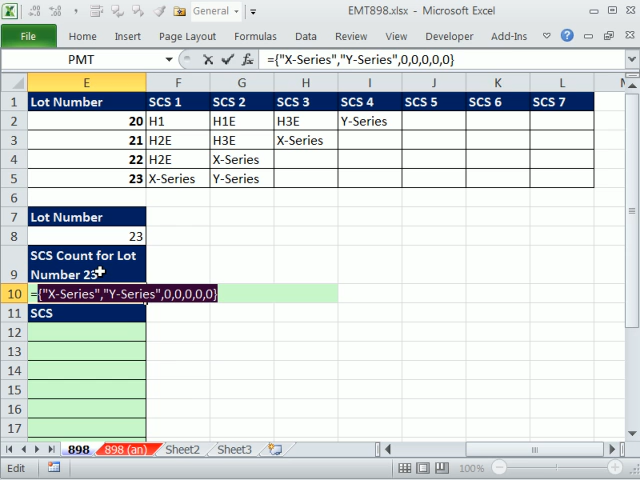 EMT898.xlsx - Microsoft Excel
General
File Home Insert Page Layout Formulas Data Review View Developer Add-Ins
PMT ={"X-Series","Y-Series",0,0,0,0,0}
E F G H I J K L
1 Lot Number SCS 1 SCS 2 SCS 3 SCS 4 SCS 5 SCS 6 SCS 7
2 20 H1 H1E H3E Y-Series
3 21 H2E H3E X-Series
4 22 H2E X-Series
5 23 X-Series Y-Series
6
7 Lot Number
8 23
SCS Count for Lot
9 Number 23
10 ={"X-Series","Y-Series",0,0,0,0,0}
11 SCS
12
13
14
15
16
17
898 898 (an) Sheet2 Sheet3
Edit 100%